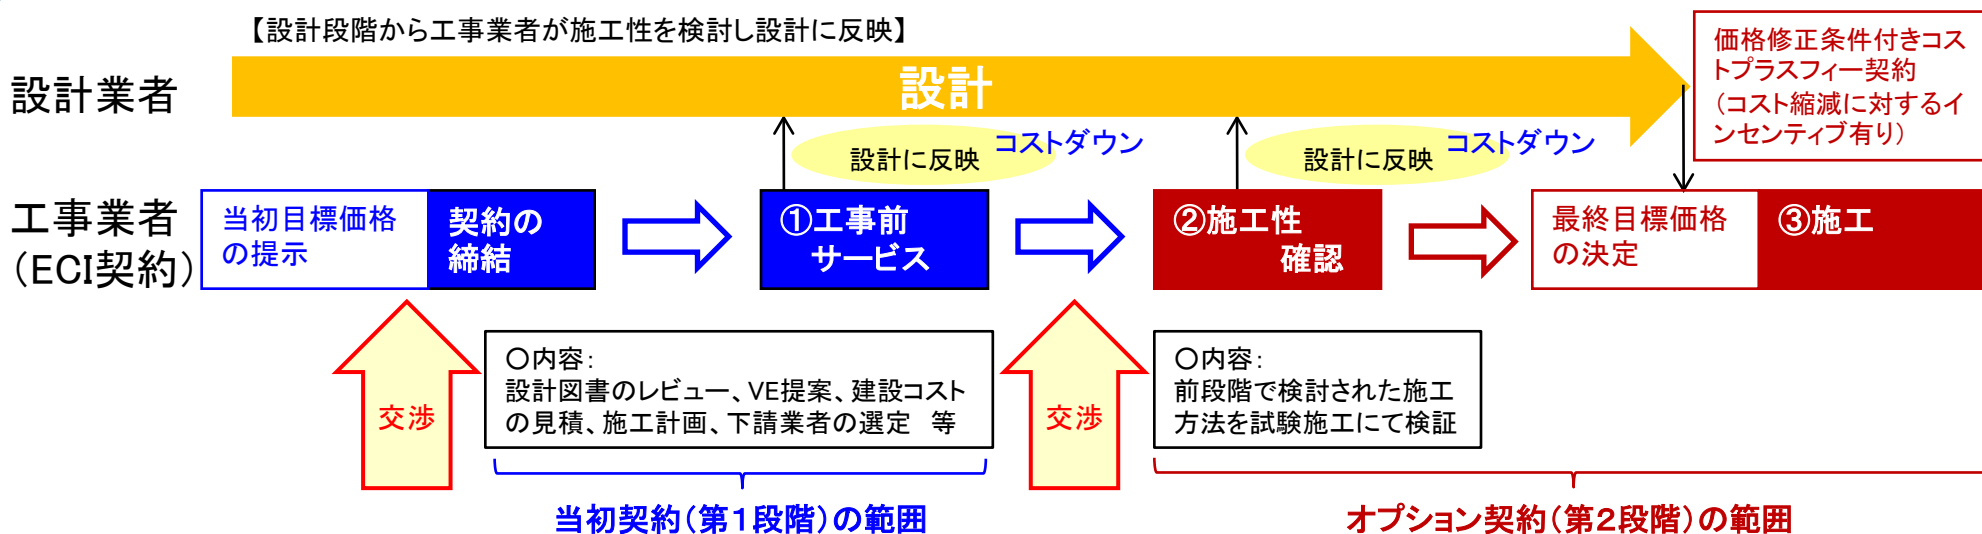 【設計段階から工事業者が施工性を検討し設計に反映】
設計業者
設計
価格修正条件付きコス
トプラスフィー契約
（コスト縮減に対するイ
ンセンティブ有り）
設計に反映
コストダウン
設計に反映
コストダウン
工事業者
（ECI契約）
当初目標価格
の提示
契約の
締結
①工事前
サービス
②施工性
確認
最終目標価格
の決定
③施工
交渉
〇内容：
設計図書のレビュー、VE提案、建設コスト
の見積、施工計画、下請業者の選定　等
交渉
〇内容：
前段階で検討された施工
方法を試験施工にて検証
当初契約（第１段階）の範囲
オプション契約（第２段階）の範囲